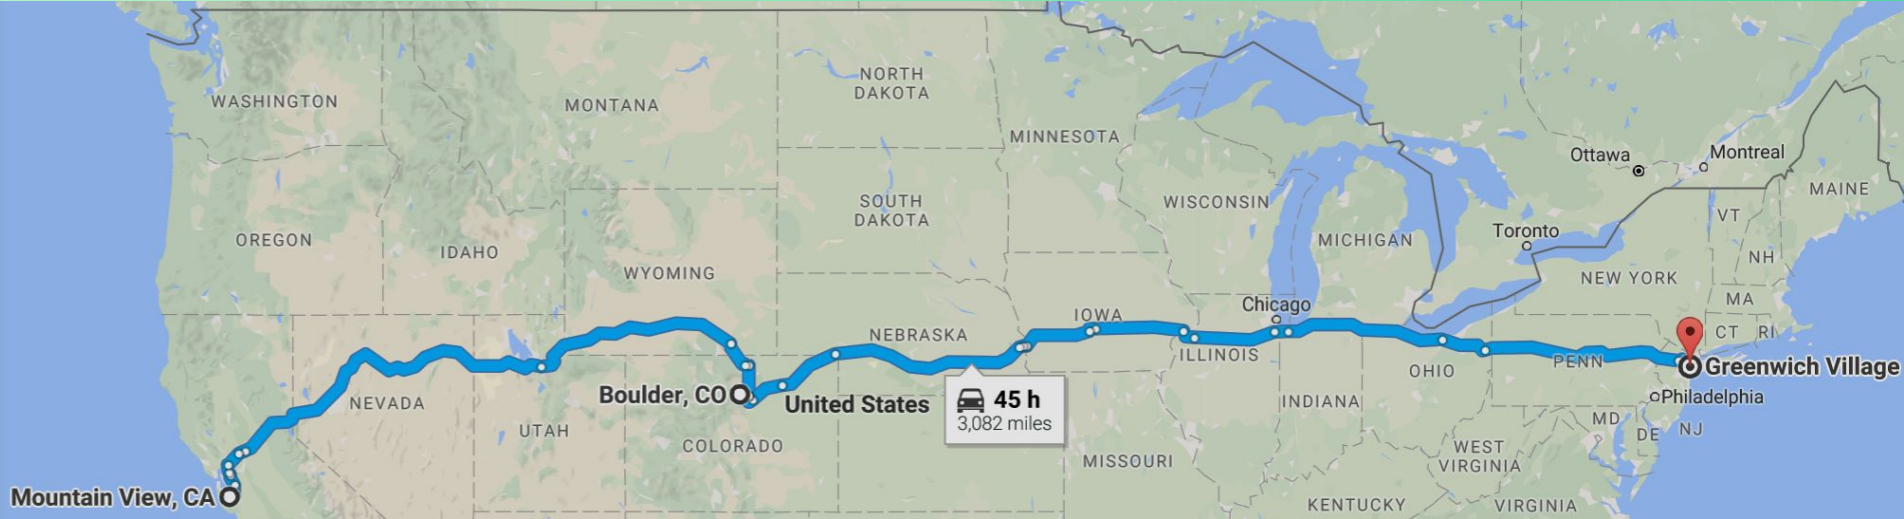 WASHINGTON
MONTANA
NORTH
DAKOTA
MINNESOTA
Ottawa
Montreal
MAINE
OREGON
IDAHO
WYOMING
SOUTH
DAKOTA
WISCONSIN
MICHIGAN
Toronto
VT
NH
NEW YORK
MA
CT
RI
Chicago
IOWA
NEBRASKA
ILLINOIS
PENN
Greenwich Village
OHIO
Philadelphia
Boulder, CO
United States
45 h
3,082 miles
NEVADA
UTAH
COLORADO
INDIANA
MD
DE
NJ
MISSOURI
WEST
VIRGINIA
Mountain View, CA
KENTUCKY
VIRGINIA